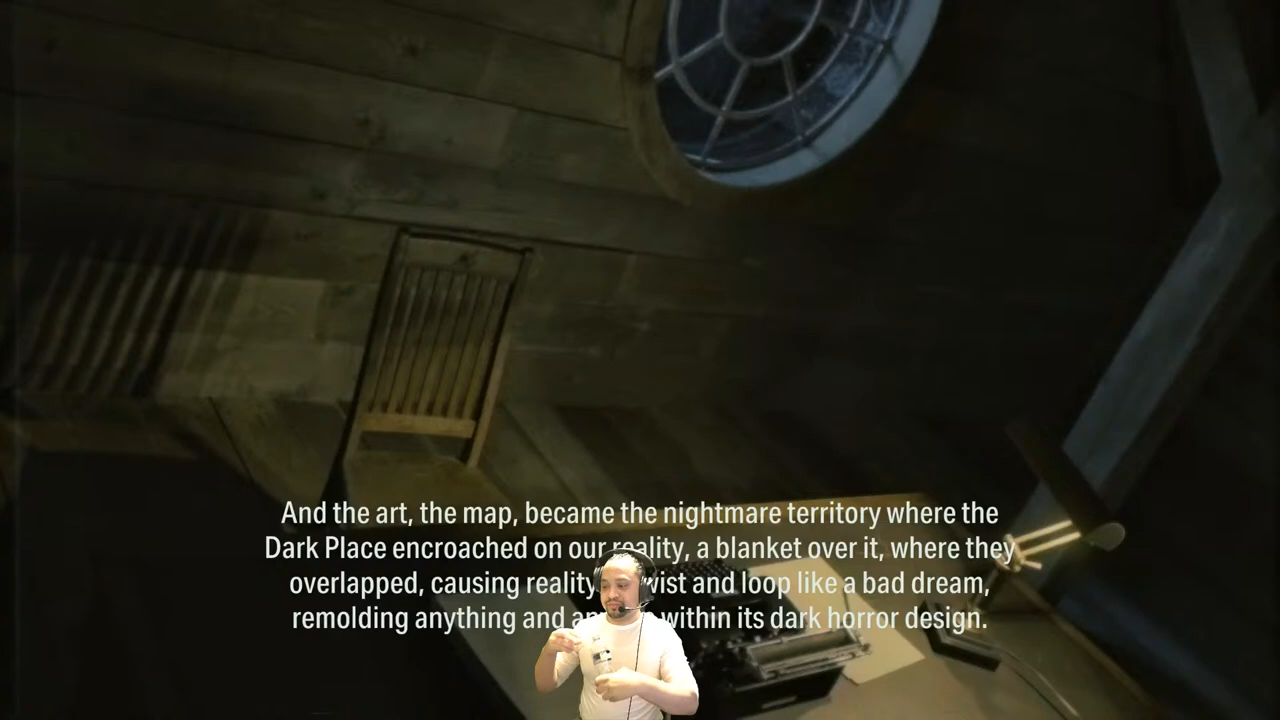 And the art, the map, became the nightmare territory where the
Dark Place encroached on our reality, a blanket over it, where they
overlapped, causing reality twist and loop like a bad dream,
remolding anything and within its dark horror design.